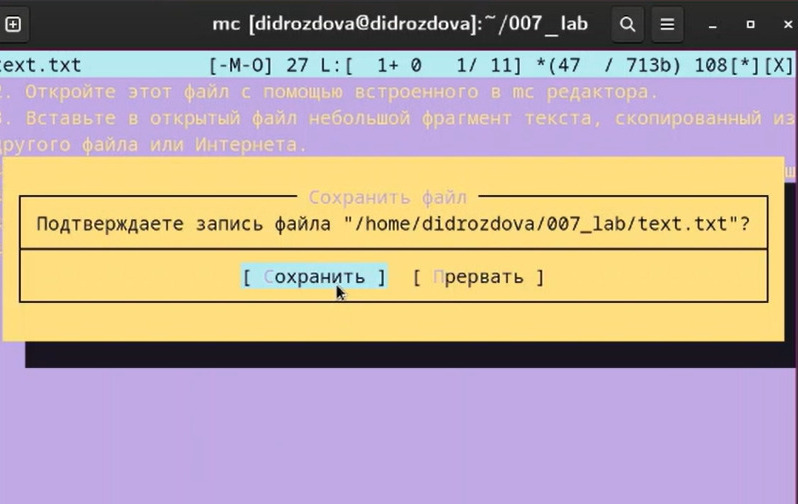 mc [didrozdova@didrozdova]:~/007_lab
ext.txt [-M-O] 27 L:[ 1+ 0 1/ 11] *(47 / 713b) 108[*][X]
2. Откройте этот файл с помощью встроенного в mc редактора.
3. Вставьте в открытый файл небольшой фрагмент текста, скопированный из
другого файла или Интернета.
Сохранить файл
Подтверждаете запись файла "/home/didrozdova/007_lab/text.txt"?
[ Сохранить ] [ Прервать ]